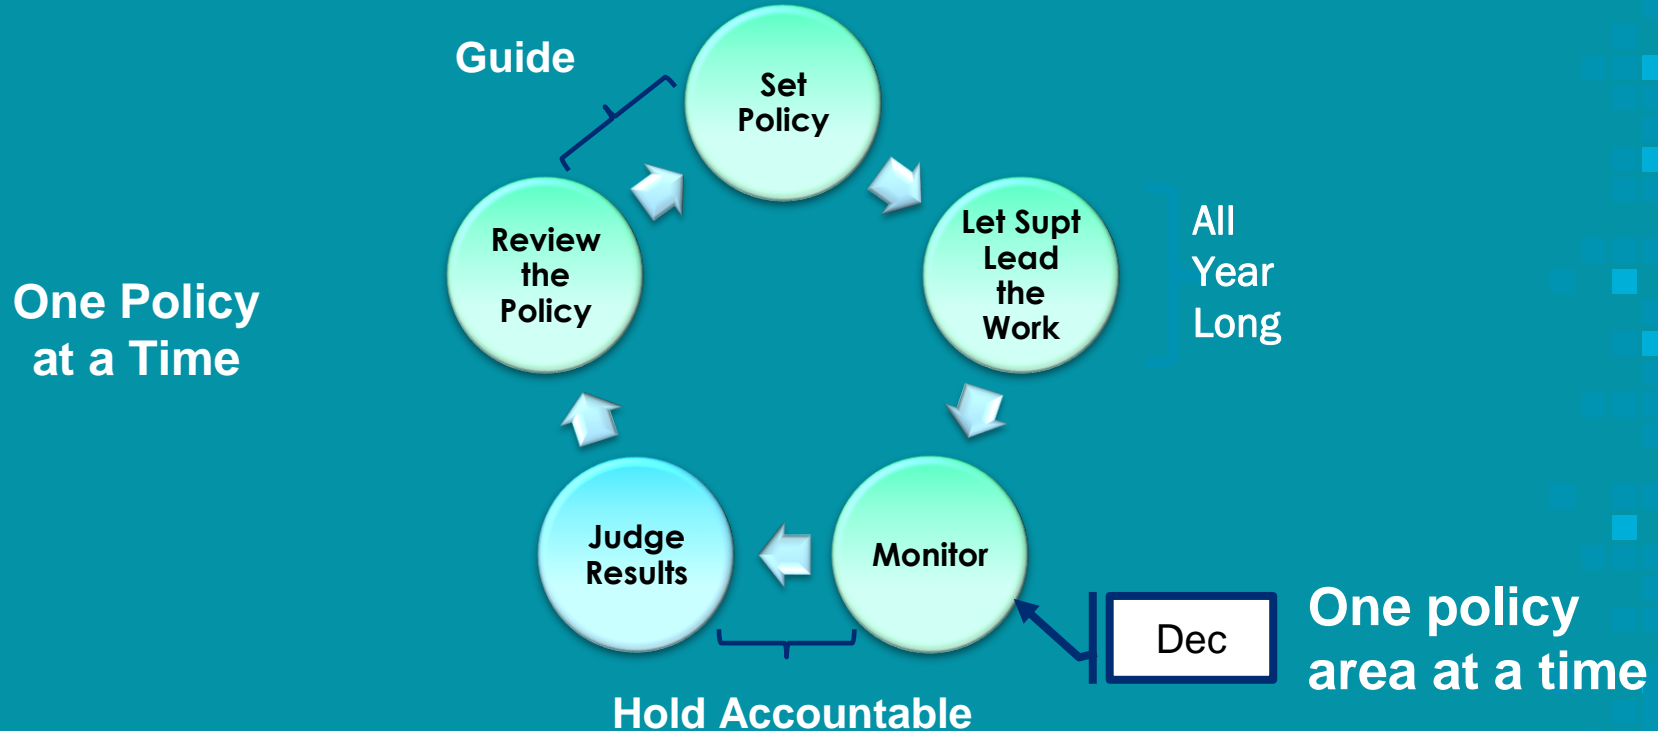 Guide
Set
Policy
Let Supt
Lead
the
Work
All
Year
Long
Review
the
Policy
One Policy
at a Time
Judge
Results
Monitor
Dec
One policy
area at a time
Hold Accountable